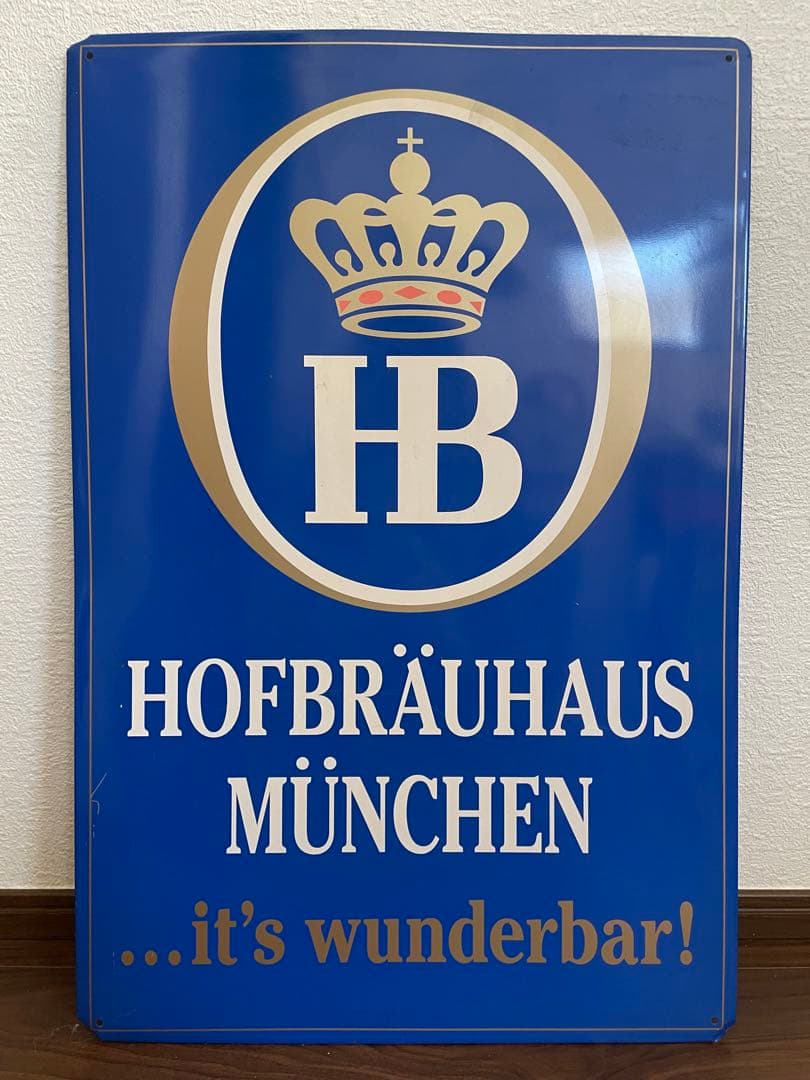 HB
HOFBRÄUHAUS
MÜNCHEN
...it's wunderbar!